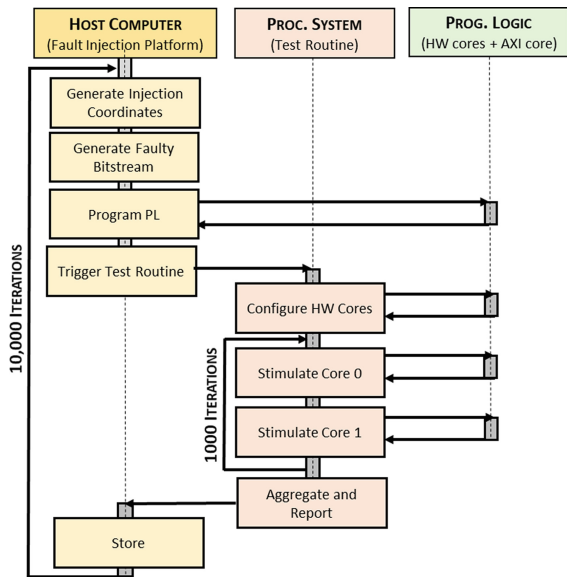 HOST COMPUTER
(Fault Injection Platform)
PROC. SYSTEM
(Test Routine)
PROG. LOGIC
(HW cores + AXI core)
Generate Injection
Coordinates
Generate Faulty
Bitstream
Program PL
Trigger Test Routine
Configure HW Cores
Stimulate Core 0
Stimulate Core 1
Aggregate and
Report
Store
10,000 ITERATIONS
1000 ITERATIONS